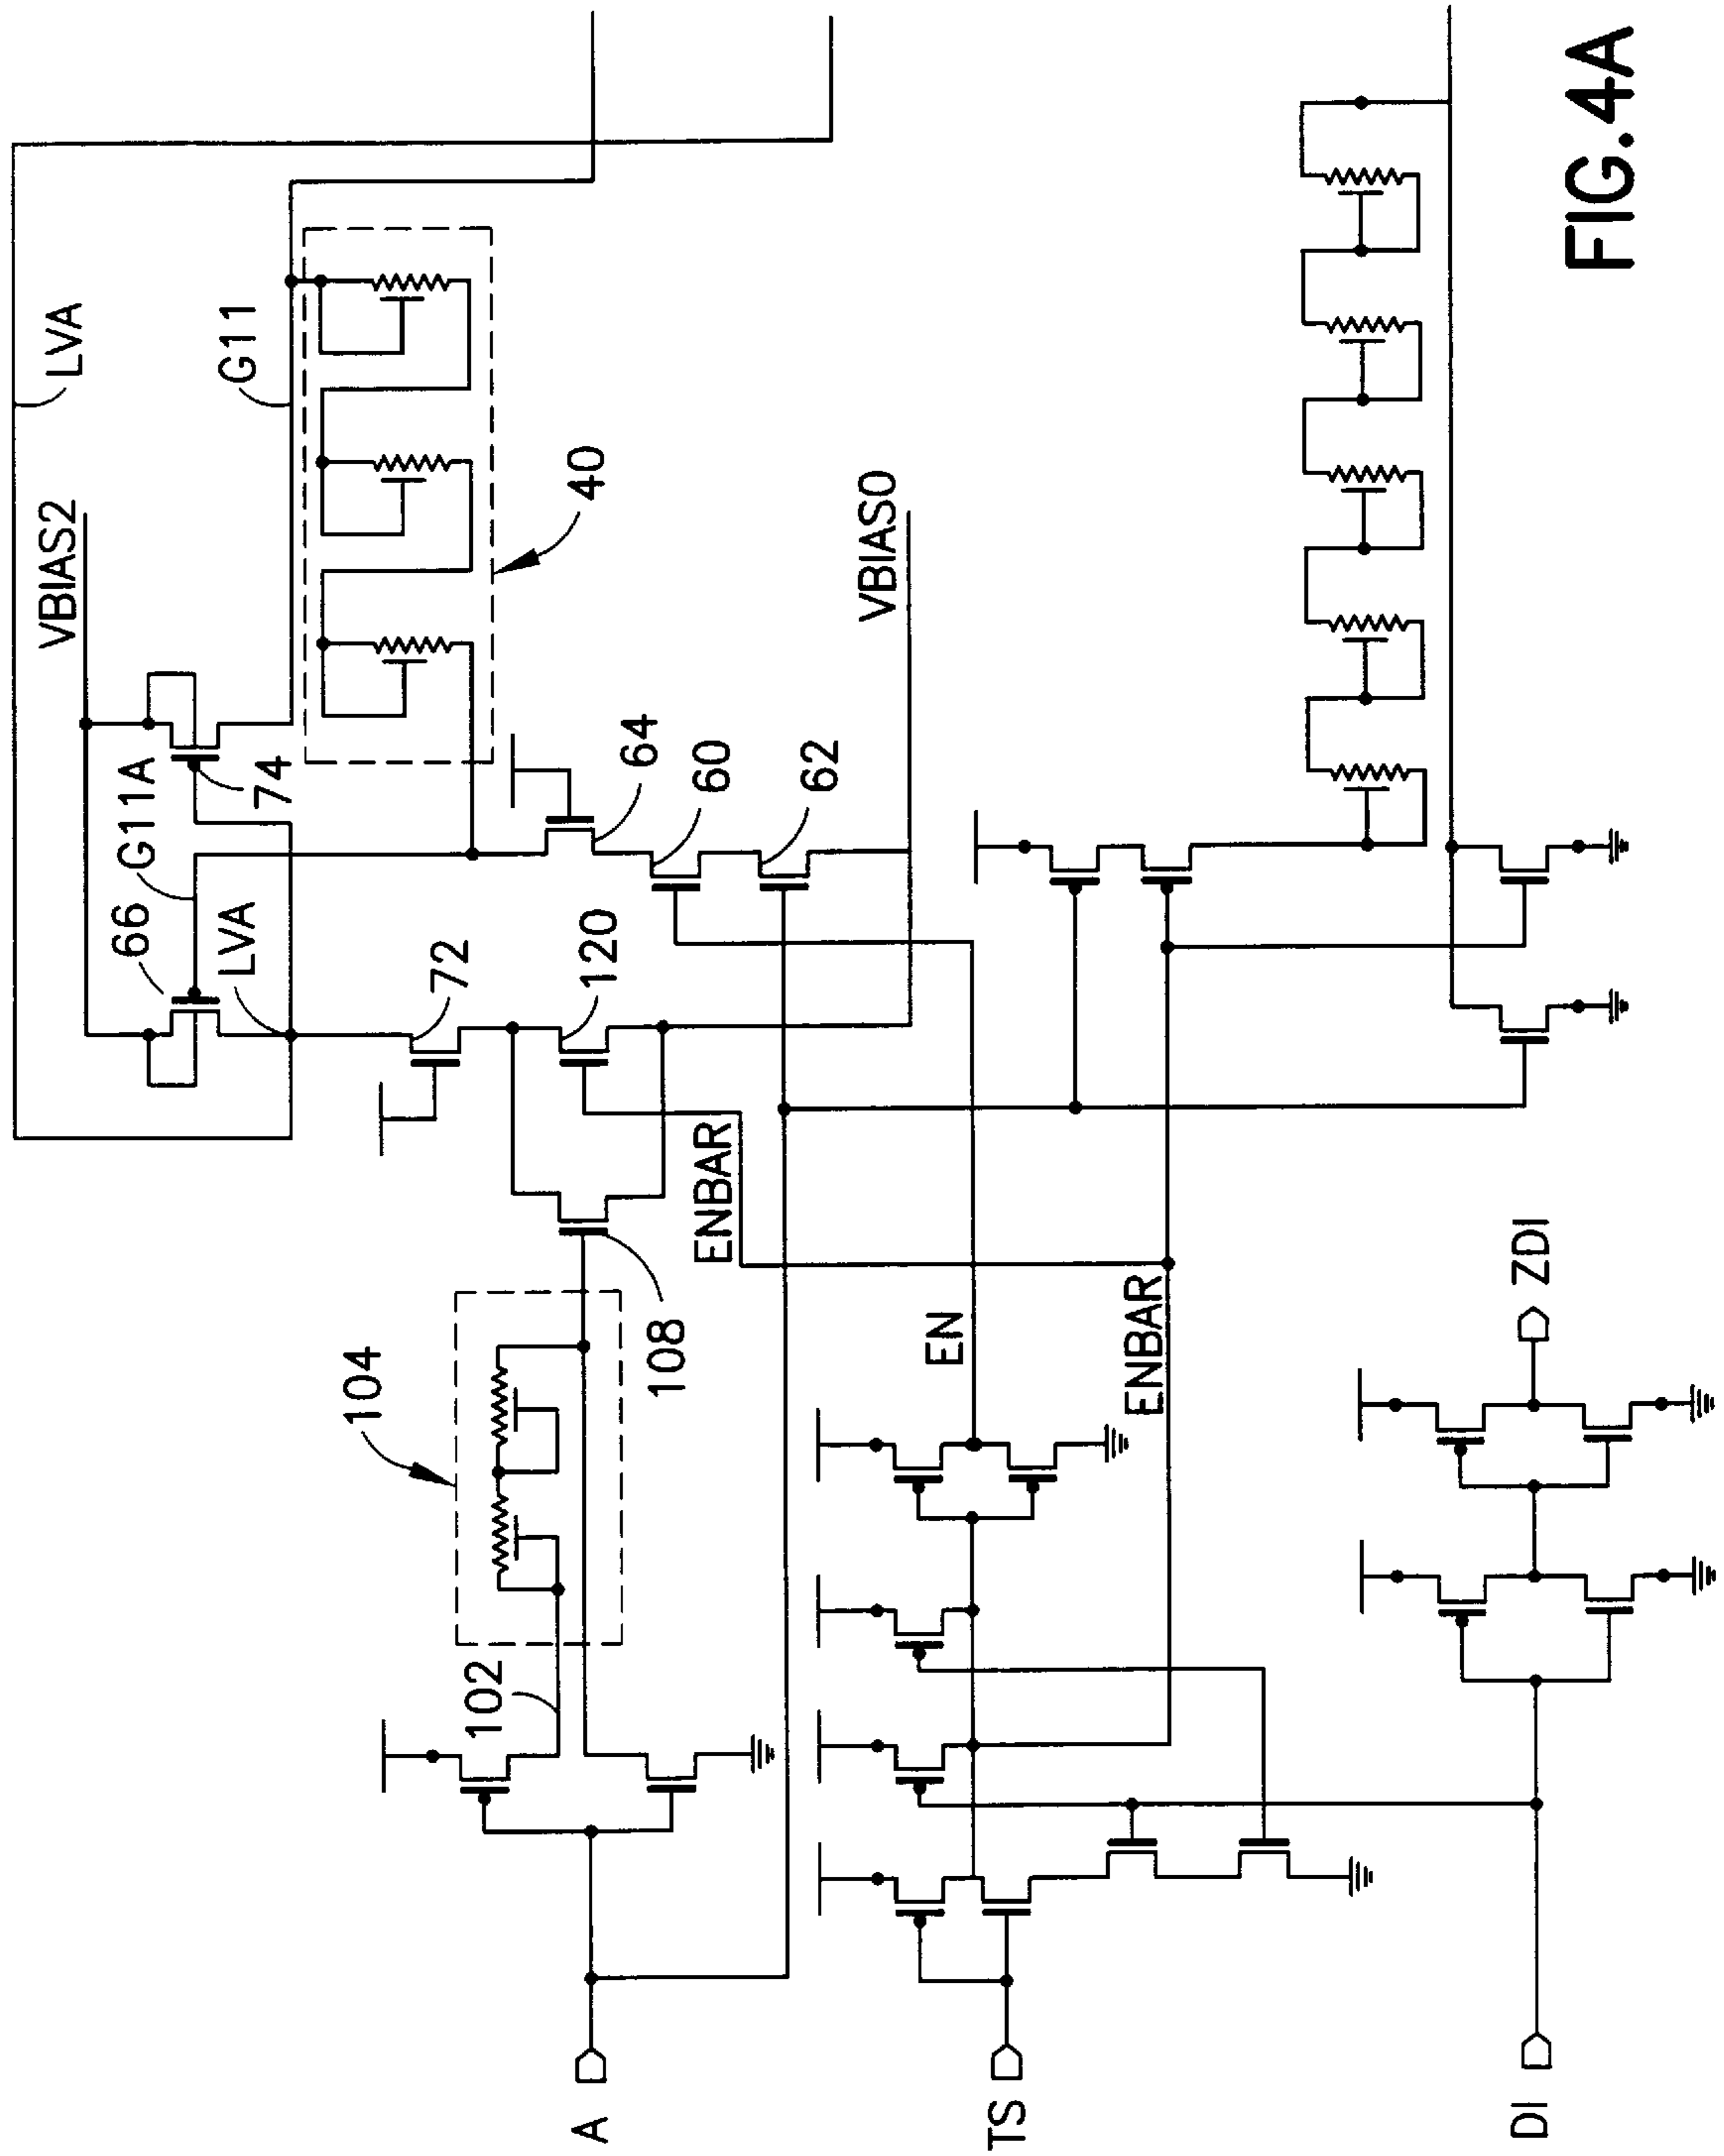 LVA
VBIAS2
G11
66
G11A
74
LVA
40
72
64
120
60
62
VBIAS0
104
102
108
ENBAR
A
EN
ENBAR
TS
DI
ZDI
FIG.4A